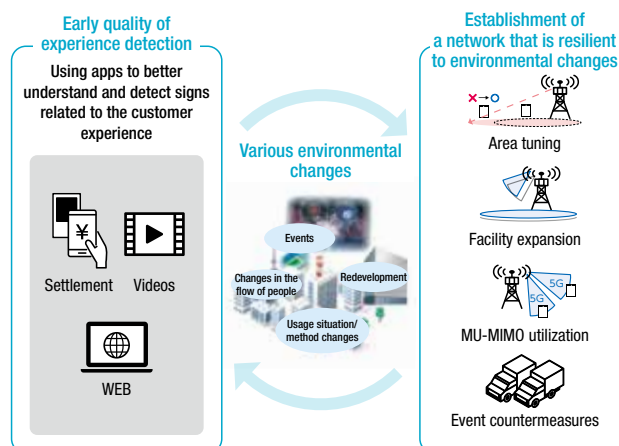 Early quality of
experience detection
Using apps to better
understand and detect signs
related to the customer
experience
¥
Settlement
Videos
WEB
Various environmental
changes
Events
Changes in the
flow of people
Redevelopment
Usage situation/
method changes
Establishment of
a network that is resilient
to environmental changes
×→○
Area tuning
Facility expansion
5G
5G
MU-MIMO utilization
Event countermeasures